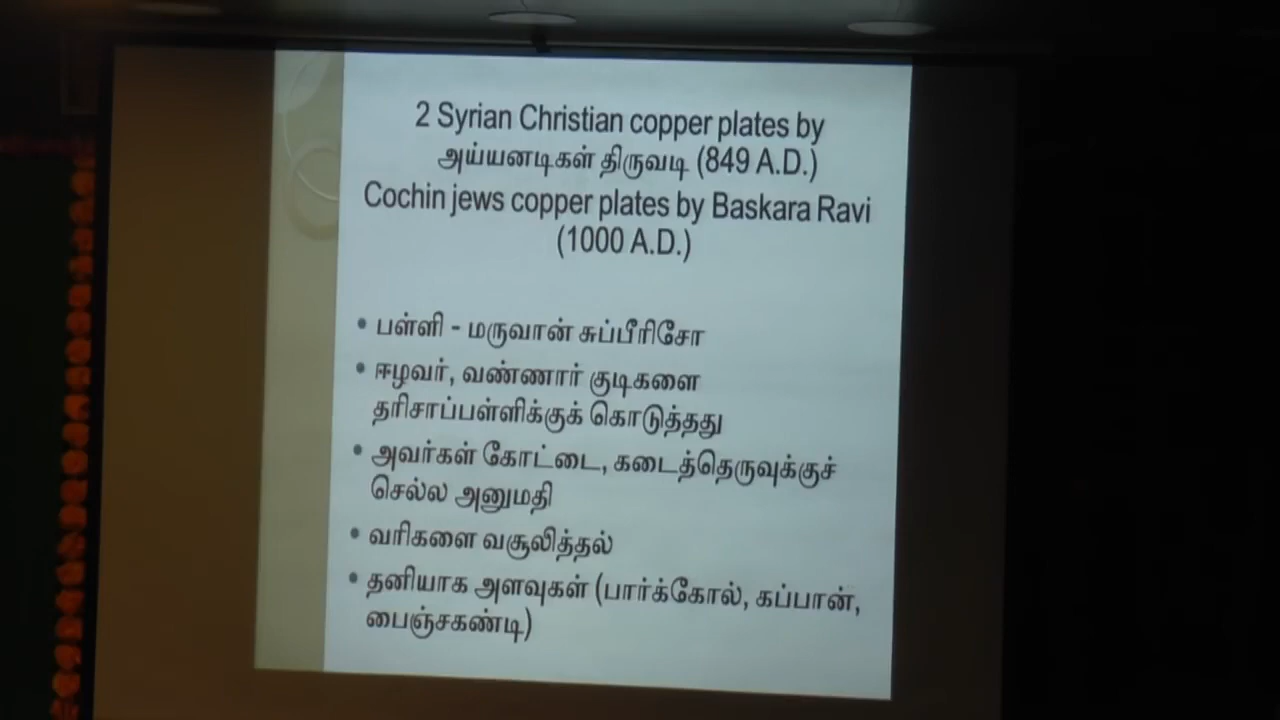 2 Syrian Christian copper plates by
அய்யனடிகள் திருவடி (849 A.D.)
Cochin jews copper plates by Baskara Ravi
(1000 A.D.)
• பள்ளி - மருவான் சுப்பீரிசோ
• ஈழவர், வண்ணார் குடிகளை
தரிசாப்பள்ளிக்குக் கொடுத்தது
• அவர்கள் கோட்டை, கடைத்தெருவுக்குச்
செல்ல அனுமதி
• வரிகளை வசூலித்தல்
• தனியாக அளவுகள் (பார்க்கோல், கப்பான்,
பைஞ்சகண்டி)